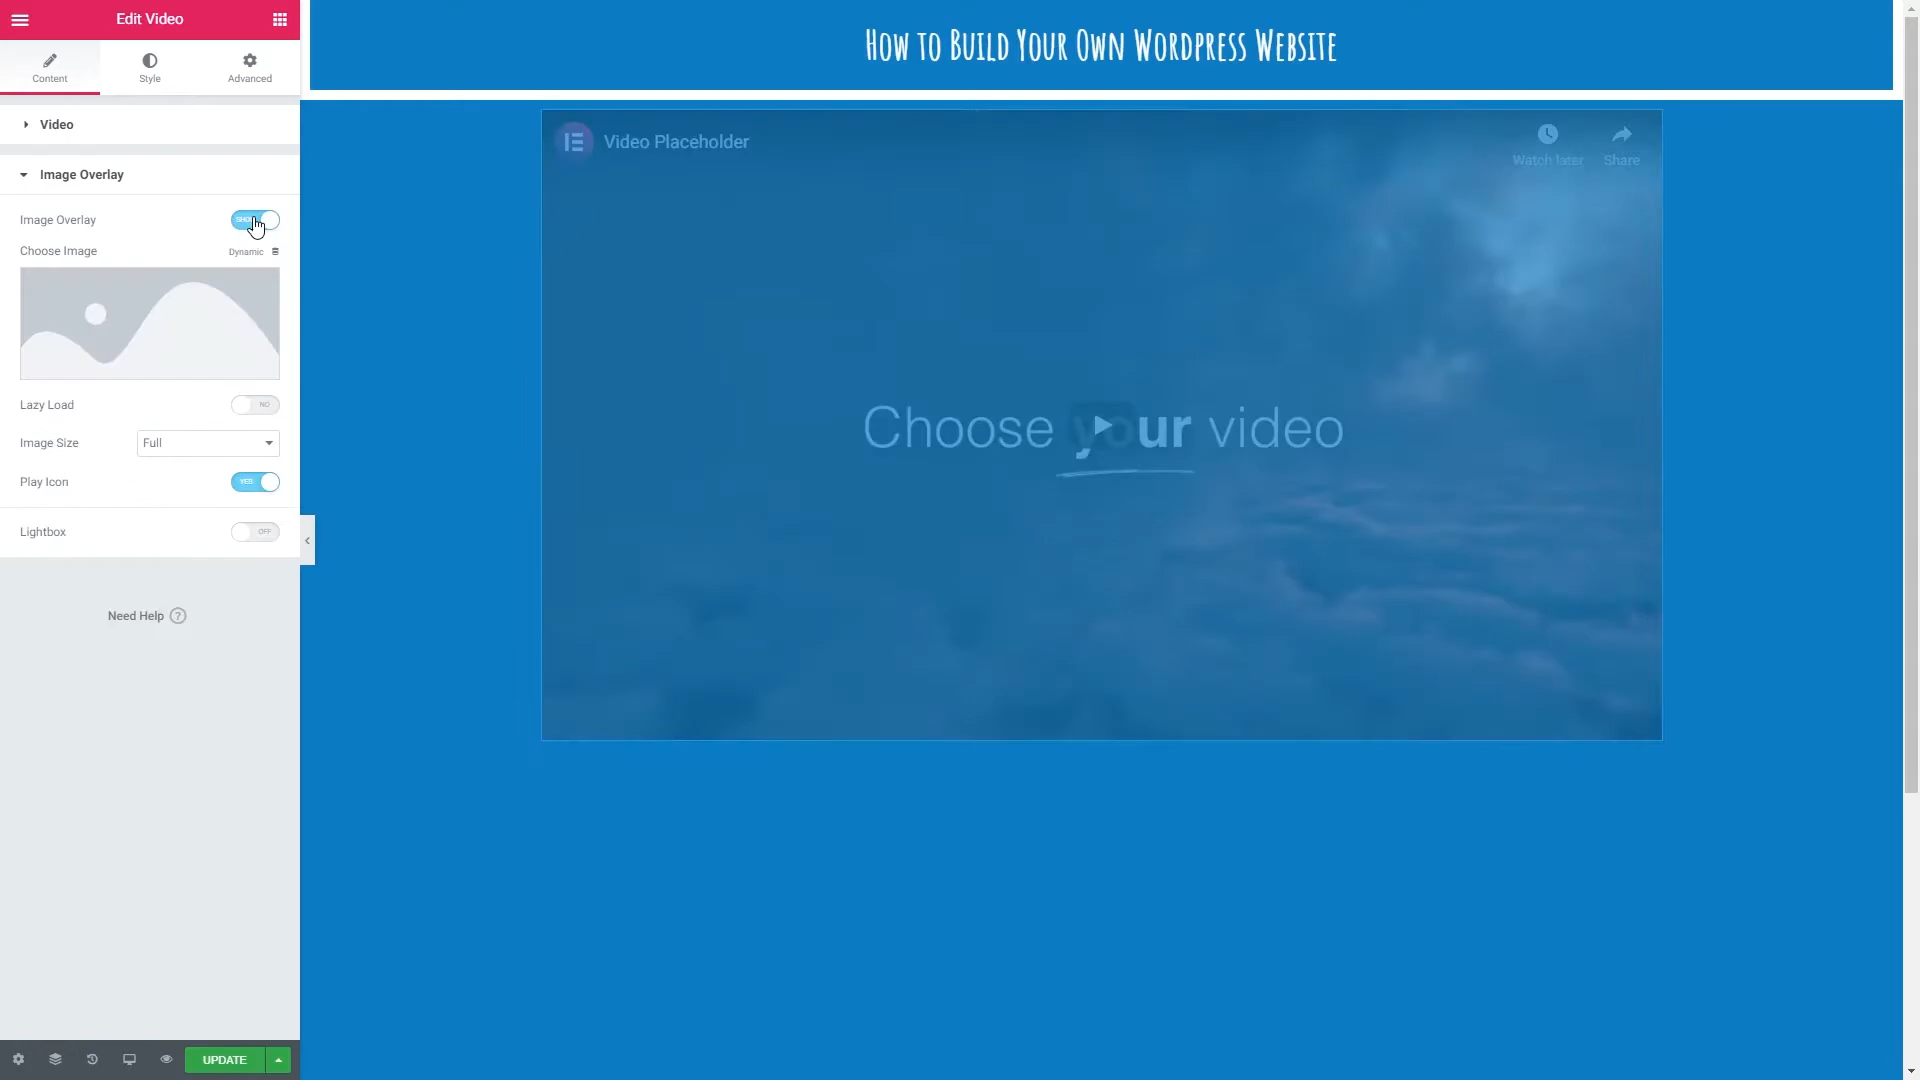 Edit Video
Content
Style
Advanced
Video
Image Overlay
Image Overlay
Choose Image
Dynamic
Lazy Load
NO
Image Size
Full
Play Icon
YES
Lightbox
OFF
Need Help ?
UPDATE
How to Build Your Own Wordpress Website
Video Placeholder
Watch later
Share
Choose your video